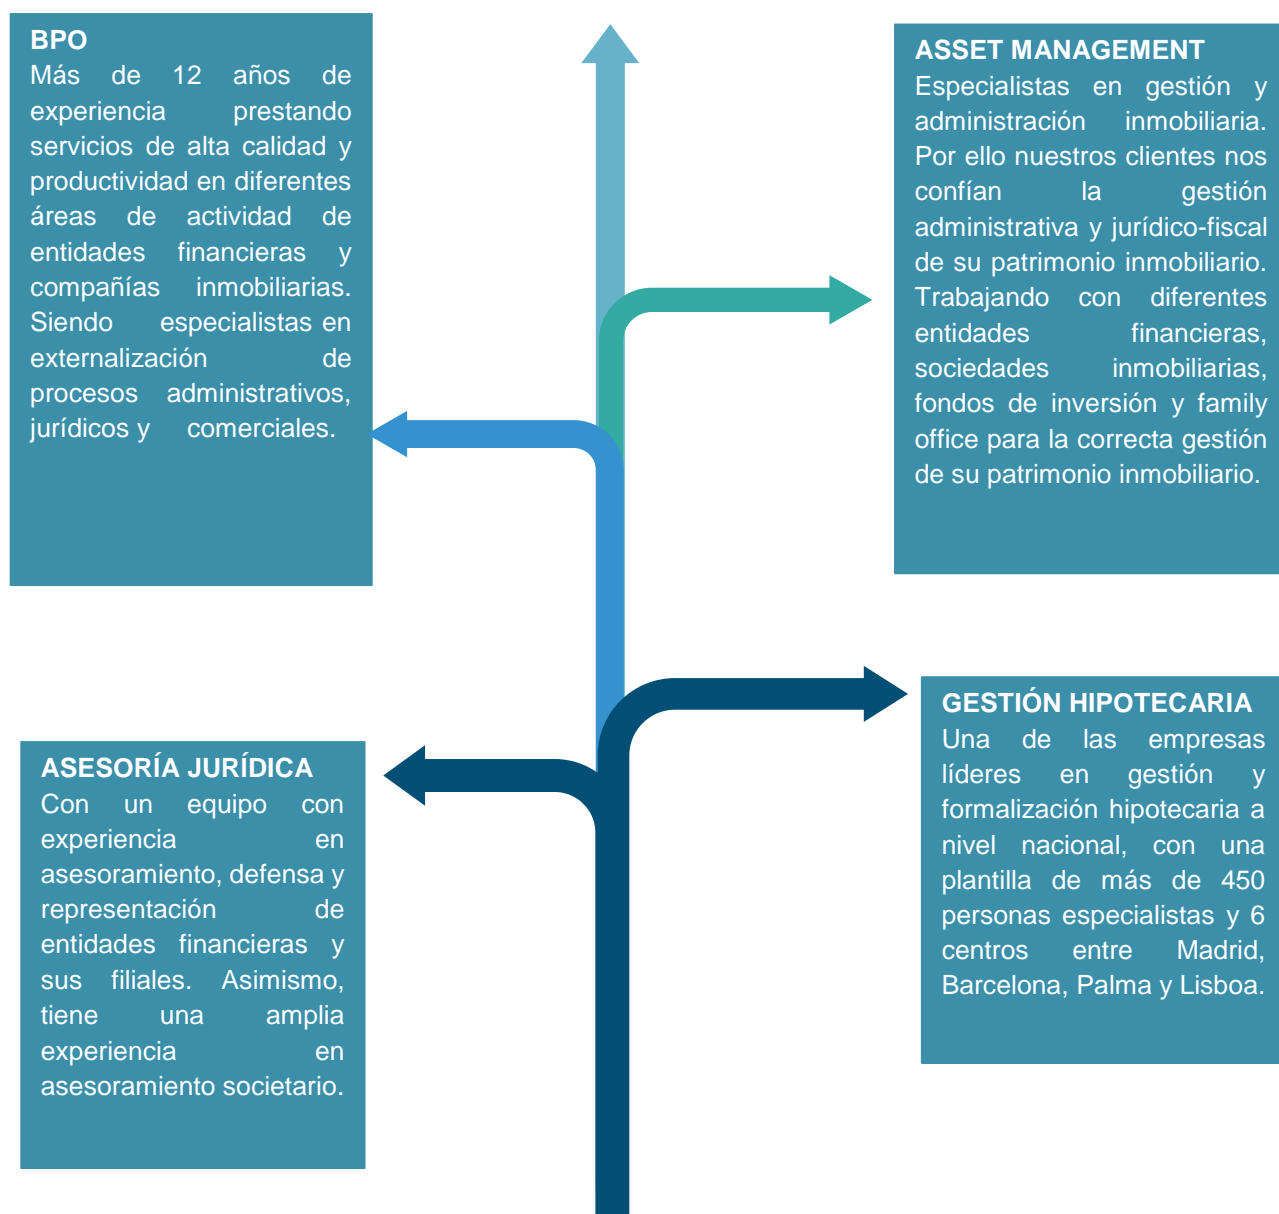 BPO
Más de 12 años de
experiencia prestando
servicios de alta calidad y
productividad en diferentes
áreas de actividad de
entidades financieras y
compañías inmobiliarias.
Siendo especialistas en
externalización de
procesos administrativos,
jurídicos y comerciales.
ASSET MANAGEMENT
Especialistas en gestión y
administración inmobiliaria.
Por ello nuestros clientes nos
confían la gestión
administrativa y jurídico-fiscal
de su patrimonio inmobiliario.
Trabajando con diferentes
entidades financieras,
sociedades inmobiliarias,
fondos de inversión y family
office para la correcta gestión
de su patrimonio inmobiliario.
ASESORÍA JURÍDICA
Con un equipo con
experiencia en
asesoramiento, defensa y
representación de
entidades financieras y
sus filiales. Asimismo,
tiene una amplia
experiencia en
asesoramiento societario.
GESTIÓN HIPOTECARIA
Una de las empresas
líderes en gestión y
formalización hipotecaria a
nivel nacional, con una
plantilla de más de 450
personas especialistas y 6
centros entre Madrid,
Barcelona, Palma y Lisboa.